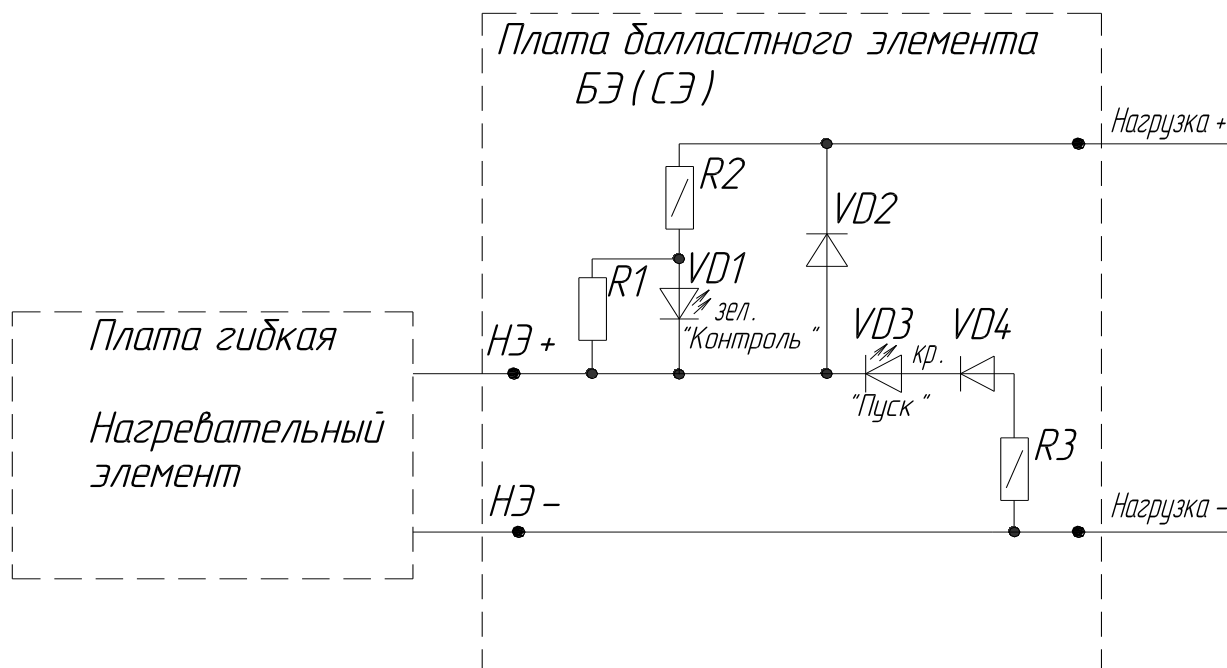 Плата балластного элемента
БЭ(СЭ)
Нагрузка +
R2
VD2
R1
VD1
зел.
"Контроль "
Плата гибкая
НЭ +
VD3
VD4
кр.
"Пуск "
Нагревательный
элемент
R3
НЭ –
Нагрузка –